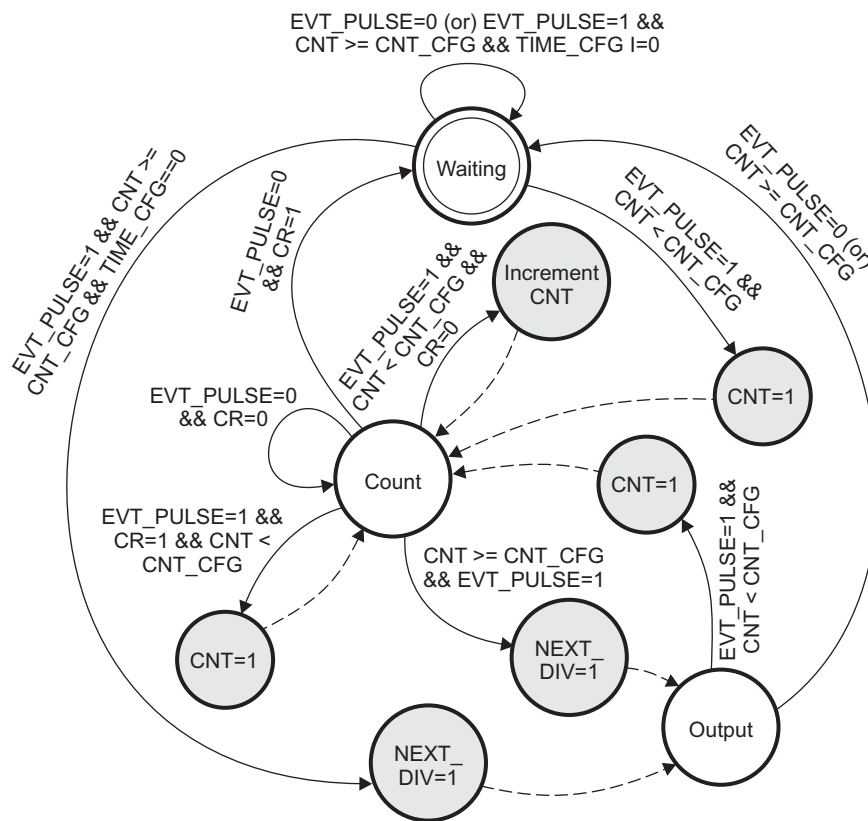 EVT_PULSE=0 (or) EVT_PULSE=1 &&
CNT >= CNT_CFG && TIME_CFG I=0
Waiting
EVT_PULSE=1 && CNT >=
CNT_CFG && TIME_CFG==0
EVT_PULSE=0
&& CR=1
EVT_PULSE=1 &&
CNT < CNT_CFG &&
CR=0
Increment
CNT
EVT_PULSE=1 &&
CNT < CNT_CFG
EVT_PULSE=0 (or)
CNT >= CNT_CFG
CNT=1
EVT_PULSE=0
&& CR=0
Count
CNT=1
EVT_PULSE=1 &&
CR=1 && CNT <
CNT_CFG
CNT >= CNT_CFG
&& EVT_PULSE=1
EVT_PULSE=1 &&
CNT < CNT_CFG
CNT=1
NEXT_
DIV=1
Output
NEXT_
DIV=1